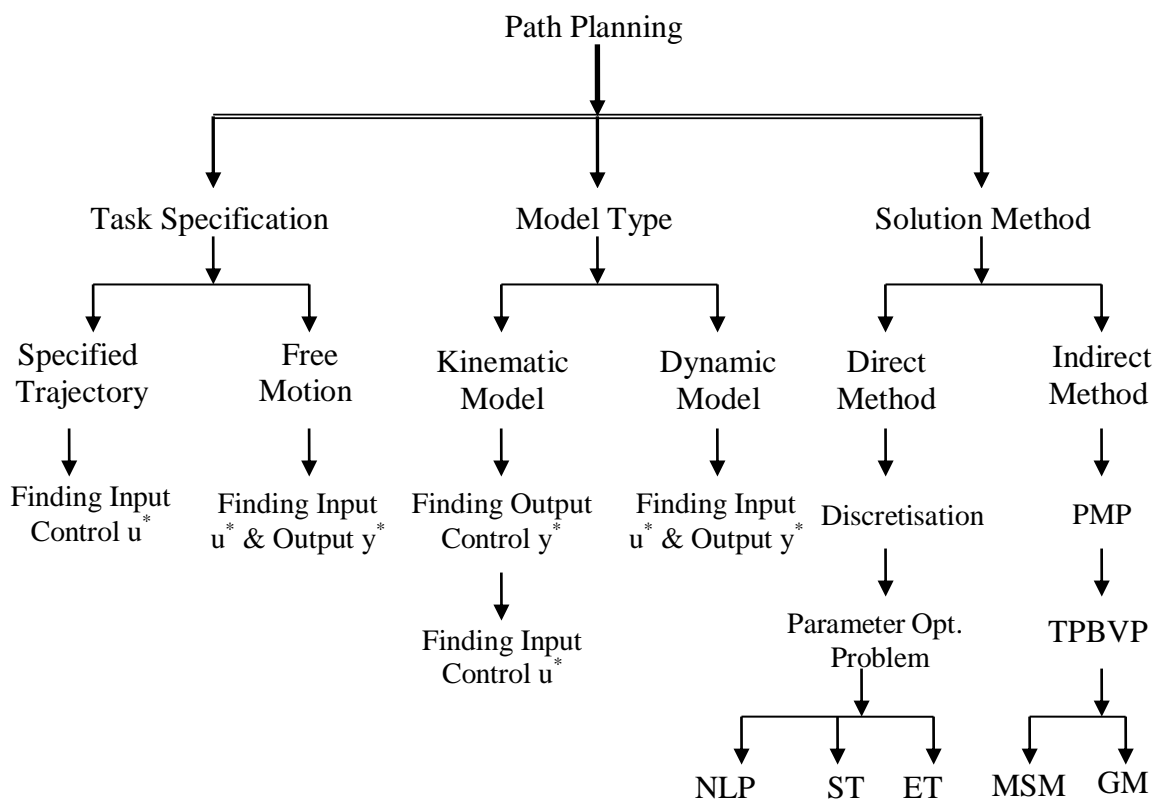 Path Planning
Task Specification
Model Type
Solution Method
Specified
Trajectory
Free
Motion
Kinematic
Model
Dynamic
Model
Direct
Method
Indirect
Method
Finding Input
Control u*
Finding Input
u* & Output y*
Finding Output
Control y*
Finding Input
u* & Output y*
Discretisation
PMP
Finding Input
Control u*
Parameter Opt.
Problem
TPBVP
NLP
ST
ET
MSM
GM